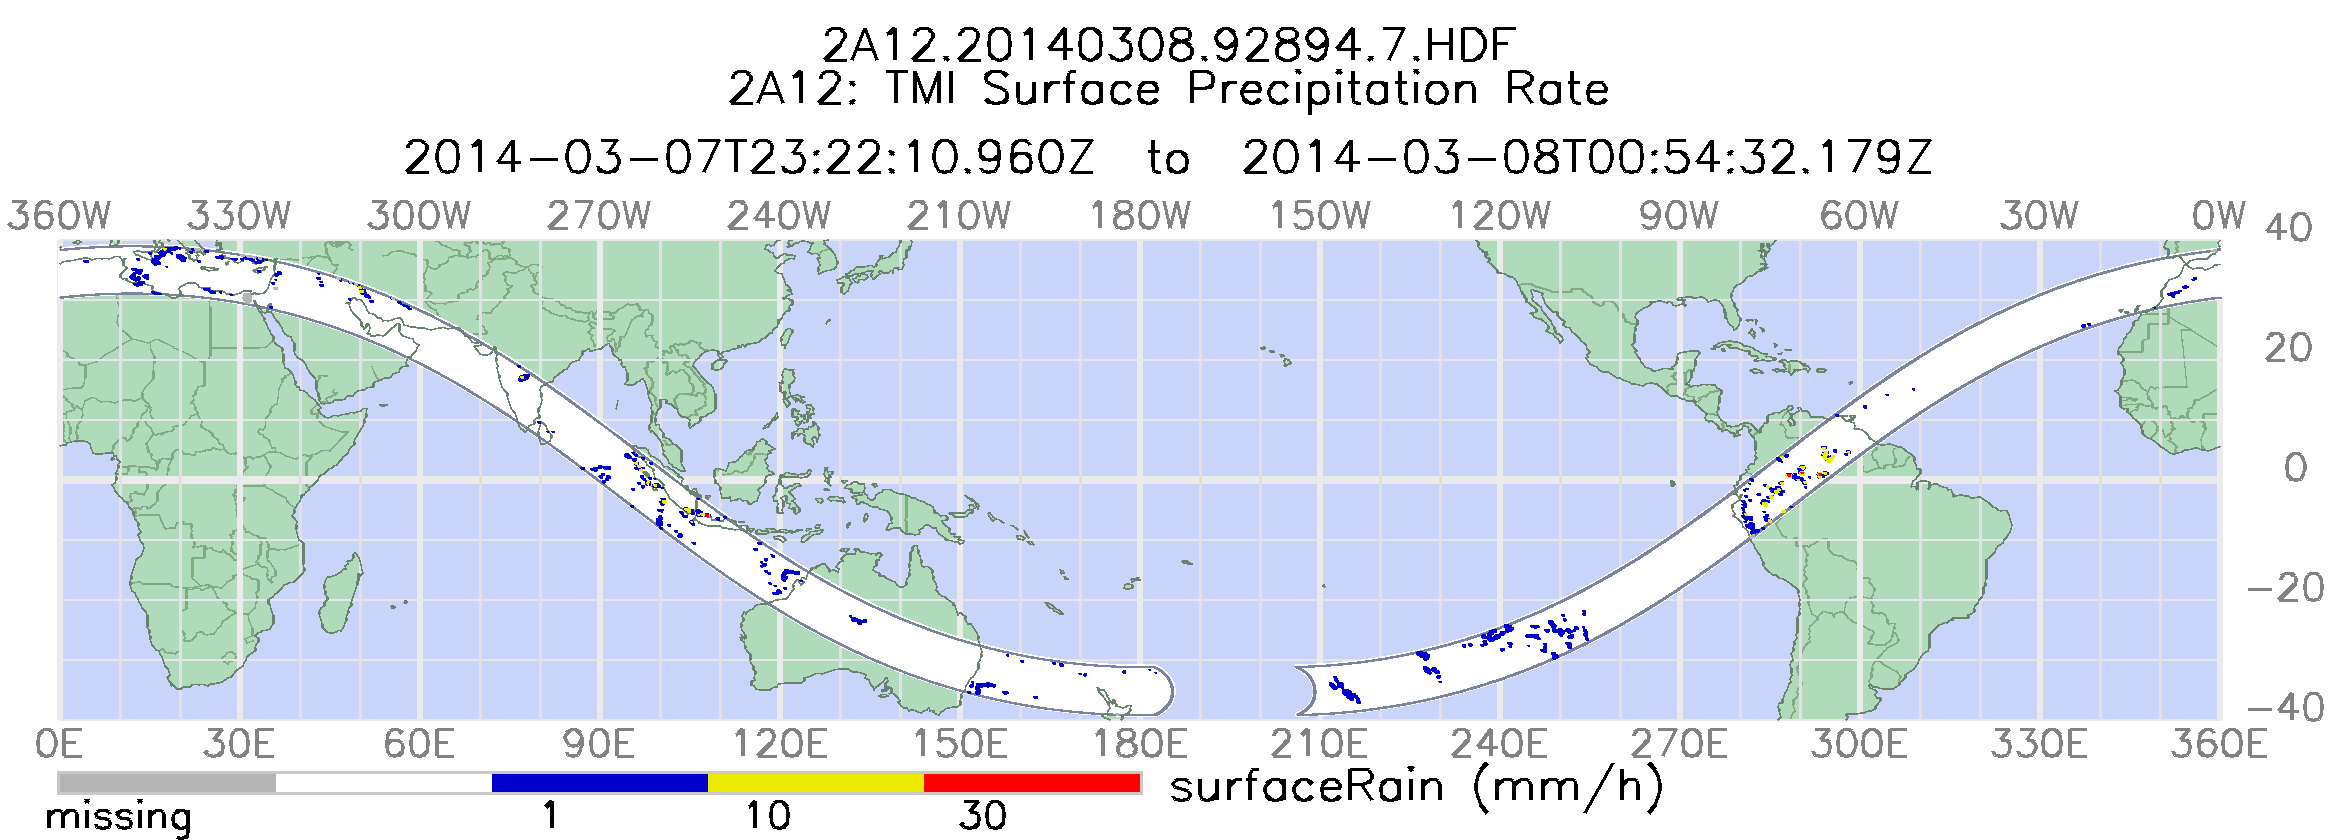 2A12.20140308.92894.7.HDF
2A12: TMI Surface Precipitation Rate
2014-03-07T23:22:10.960Z to 2014-03-08T00:54:32.179Z
360W 330W 300W 270W 240W 210W 180W 150W 120W 90W 60W 30W 0W
40
20
0
-20
-40
0E 30E 60E 90E 120E 150E 180E 210E 240E 270E 300E 330E 360E
surfaceRain (mm/h)
missing 1 10 30